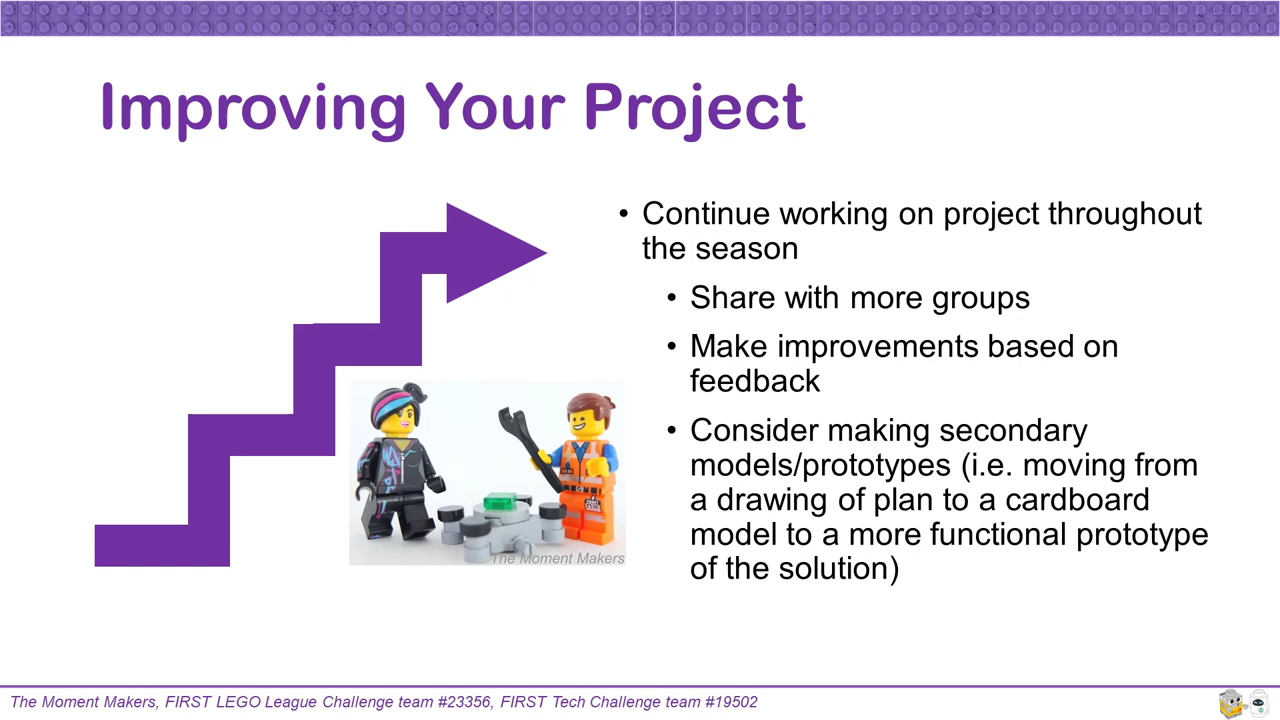 Improving Your Project
• Continue working on project throughout
the season
• Share with more groups
• Make improvements based on
feedback
• Consider making secondary
models/prototypes (i.e. moving from
a drawing of plan to a cardboard
model to a more functional prototype
of the solution)
The Moment Makers
The Moment Makers, FIRST LEGO League Challenge team #23356, FIRST Tech Challenge team #19502